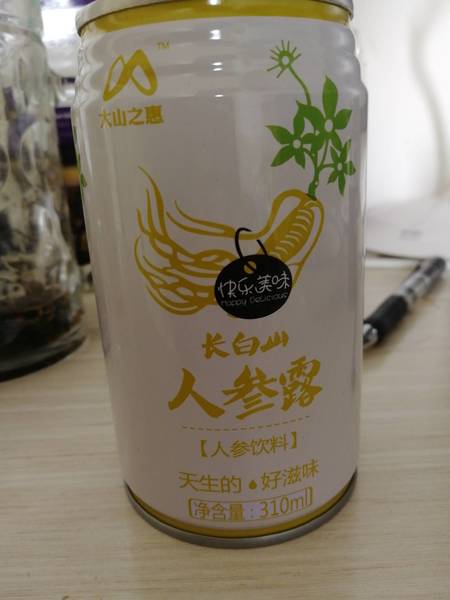 TM
大山之惠
快乐美味
Happy Delicious
长白山
人参露
【人参饮料】
天生的·好滋味
净含量:310ml